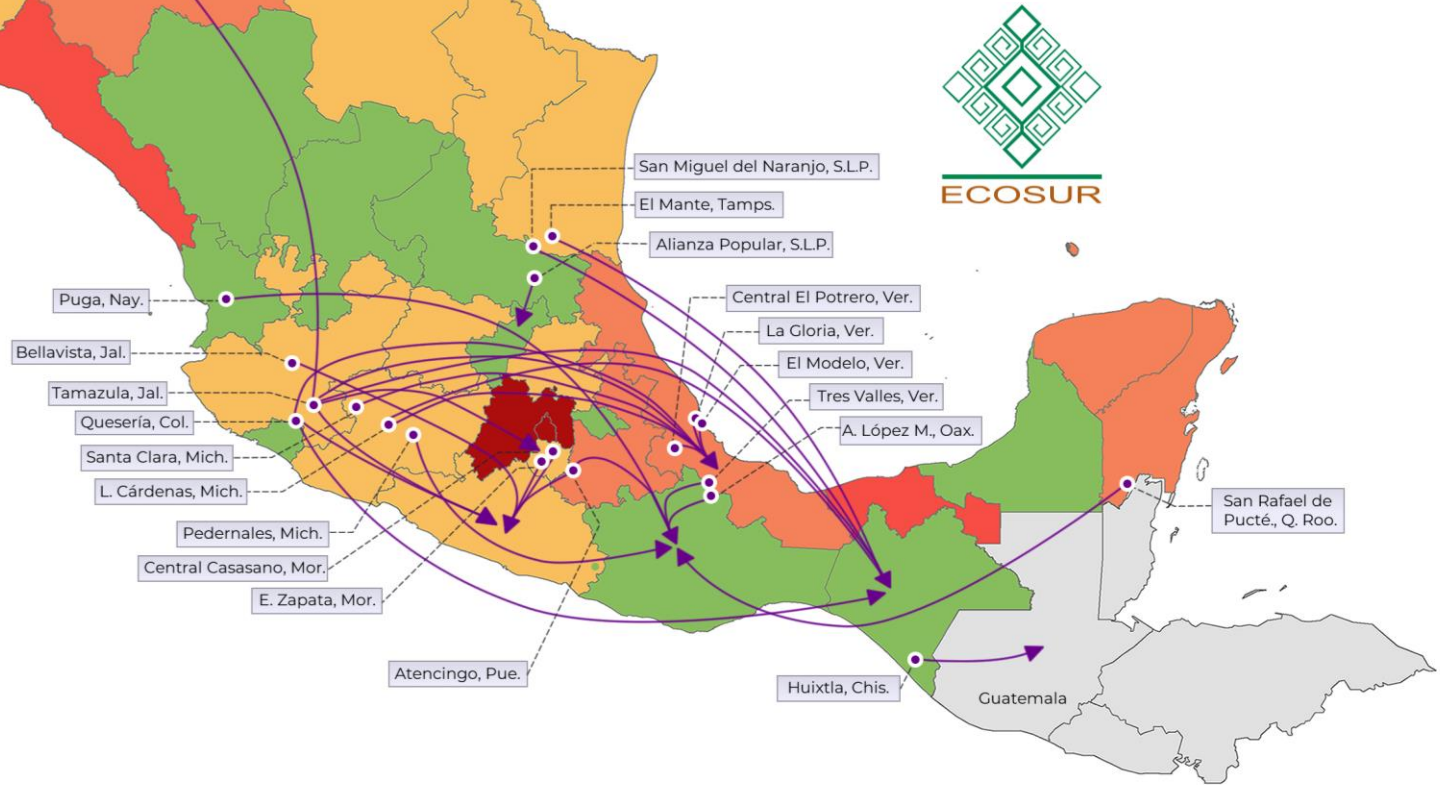 San Miguel del Naranjo, S.L.P.
ECOSUR
El Mante, Tamps.
Alianza Popular, S.L.P.
Puga, Nay.
Central El Potrero, Ver.
La Gloria, Ver.
Bellavista, Jal.
El Modelo, Ver.
Tamazula, Jal.
Tres Valles, Ver.
Quesería, Col.
A. López M., Oax.
Santa Clara, Mich.
L. Cárdenas, Mich.
San Rafael de
Pucté., Q. Roo.
Pedernales, Mich.
Central Casasano, Mor.
E. Zapata, Mor.
Atencingo, Pue.
Huixtla, Chis.
Guatemala